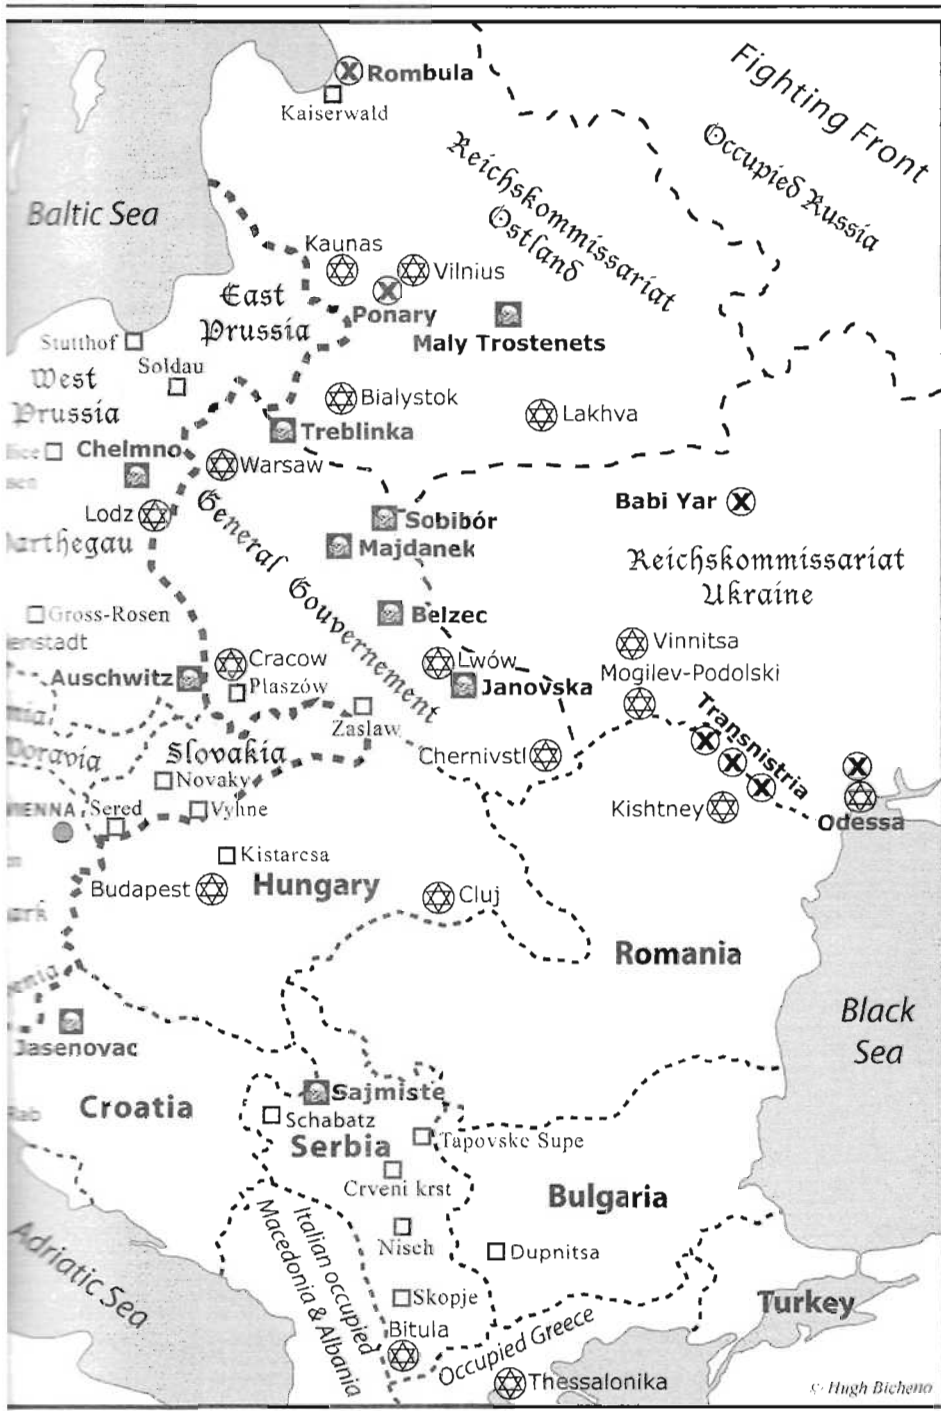 Rombula
Kaiserwald
Fighting Front
Occupied Russia
Reichskommissariat
Ostland
Baltic Sea
Kaunas
Vilnius
East
Prussia
Ponary
Maly Trostenets
Stutthof
Soldau
West
Prussia
Bialystok
Lakhva
Treblinka
Chelmno
Warsaw
Lodz
General Gouvernement
Sobibór
Babi Yar
Majdanek
Reichskommissariat
Ukraine
Belzec
Gross-Rosen
Vinnitsa
Cracow
Lwów
Mogilev-Podolski
Auschwitz
Plaszów
Janovska
Zaslaw
Transnistria
Slovakia
Chernivstl
Novaky
Kishtney
Sered
Vyhne
Odessa
Kistarcsa
Budapest
Hungary
Cluj
Romania
Black
Sea
Jasenovac
Sajmiste
Croatia
Schabatz
Serbia
Tapovske Supe
Crveni krst
Bulgaria
Nisch
Dupnitsa
Adriatic Sea
Italian occupied
Macedonia & Albania
Skopje
Bitula
Occupied Greece
Turkey
Thessalonika
© Hugh Bicheno